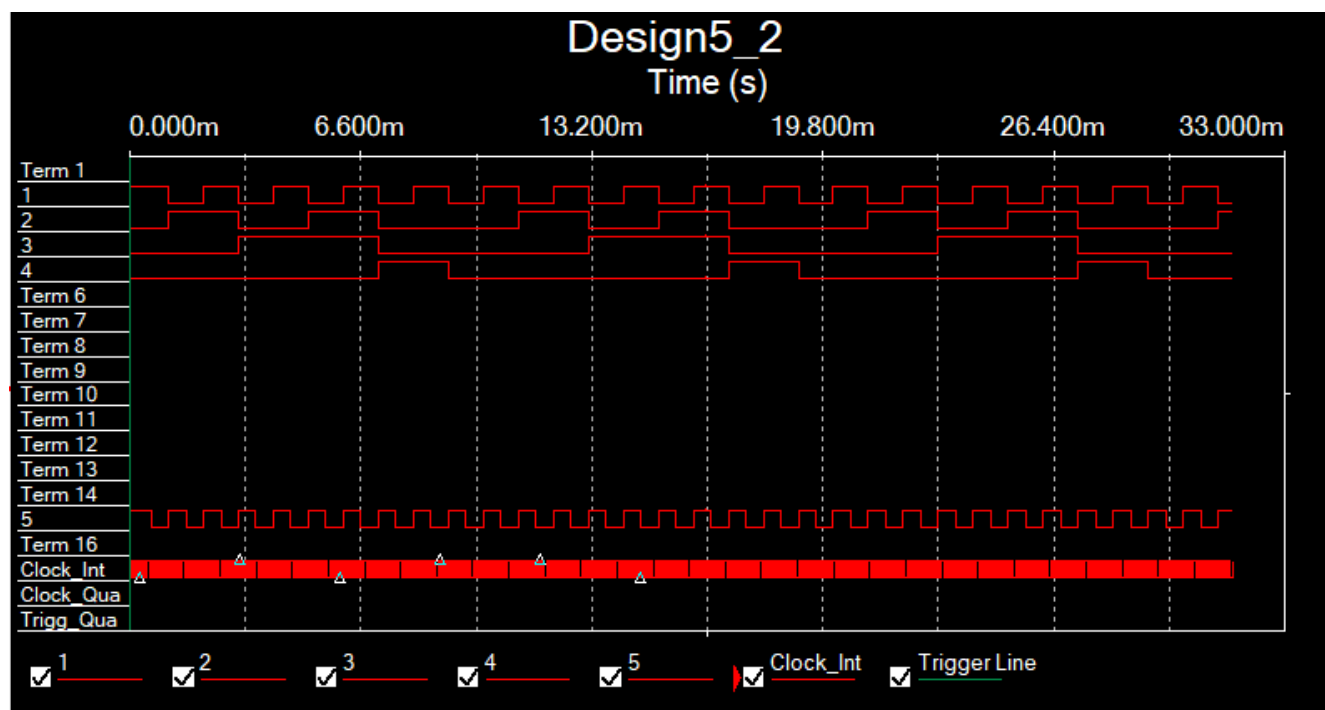 Design5_2
Time (s)
0.000m 6.600m 13.200m 19.800m 26.400m 33.000m
Term 1
1
2
3
4
Term 6
Term 7
Term 8
Term 9
Term 10
Term 11
Term 12
Term 13
Term 14
5
Term 16
Clock_Int
Clock_Qua
Trigg_Qua
1 2 3 4 5 Clock_Int Trigger Line